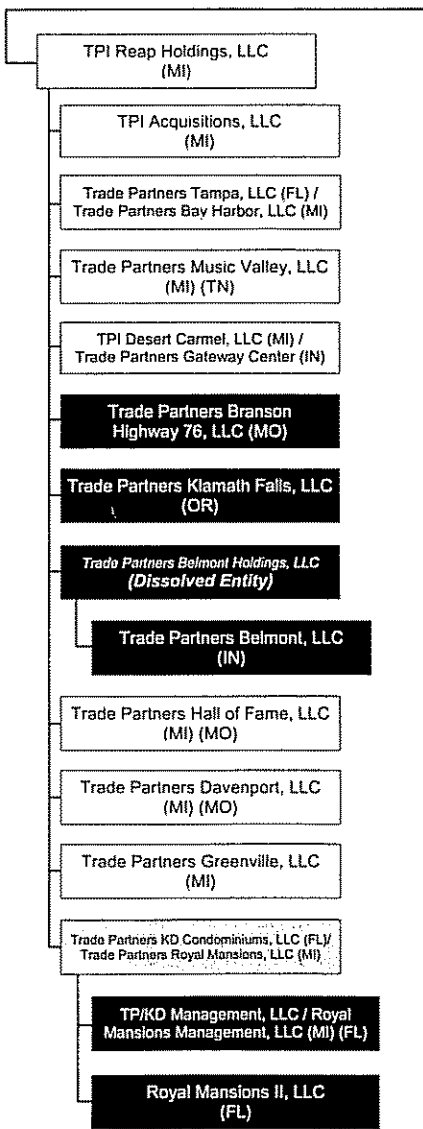 TPI Reap Holdings, LLC
(MI)
TPI Acquisitions, LLC
(MI)
Trade Partners Tampa, LLC (FL) /
Trade Partners Bay Harbor, LLC (MI)
Trade Partners Music Valley, LLC
(MI) (TN)
TPI Desert Carmel, LLC (MI) /
Trade Partners Gateway Center (IN)
Trade Partners Branson
Highway 76, LLC (MO)
Trade Partners Klamath Falls, LLC
(OR)
Trade Partners Belmont Holdings, LLC
(Dissolved Entity)
Trade Partners Belmont, LLC
(IN)
Trade Partners Hall of Fame, LLC
(MI) (MO)
Trade Partners Davenport, LLC
(MI) (MO)
Trade Partners Greenville, LLC
(MI)
Trade Partners KD Condominiums, LLC (FL)/
Trade Partners Royal Mansions, LLC (MI)
TP/KD Management, LLC / Royal
Mansions Management, LLC (MI) (FL)
Royal Mansions II, LLC
(FL)